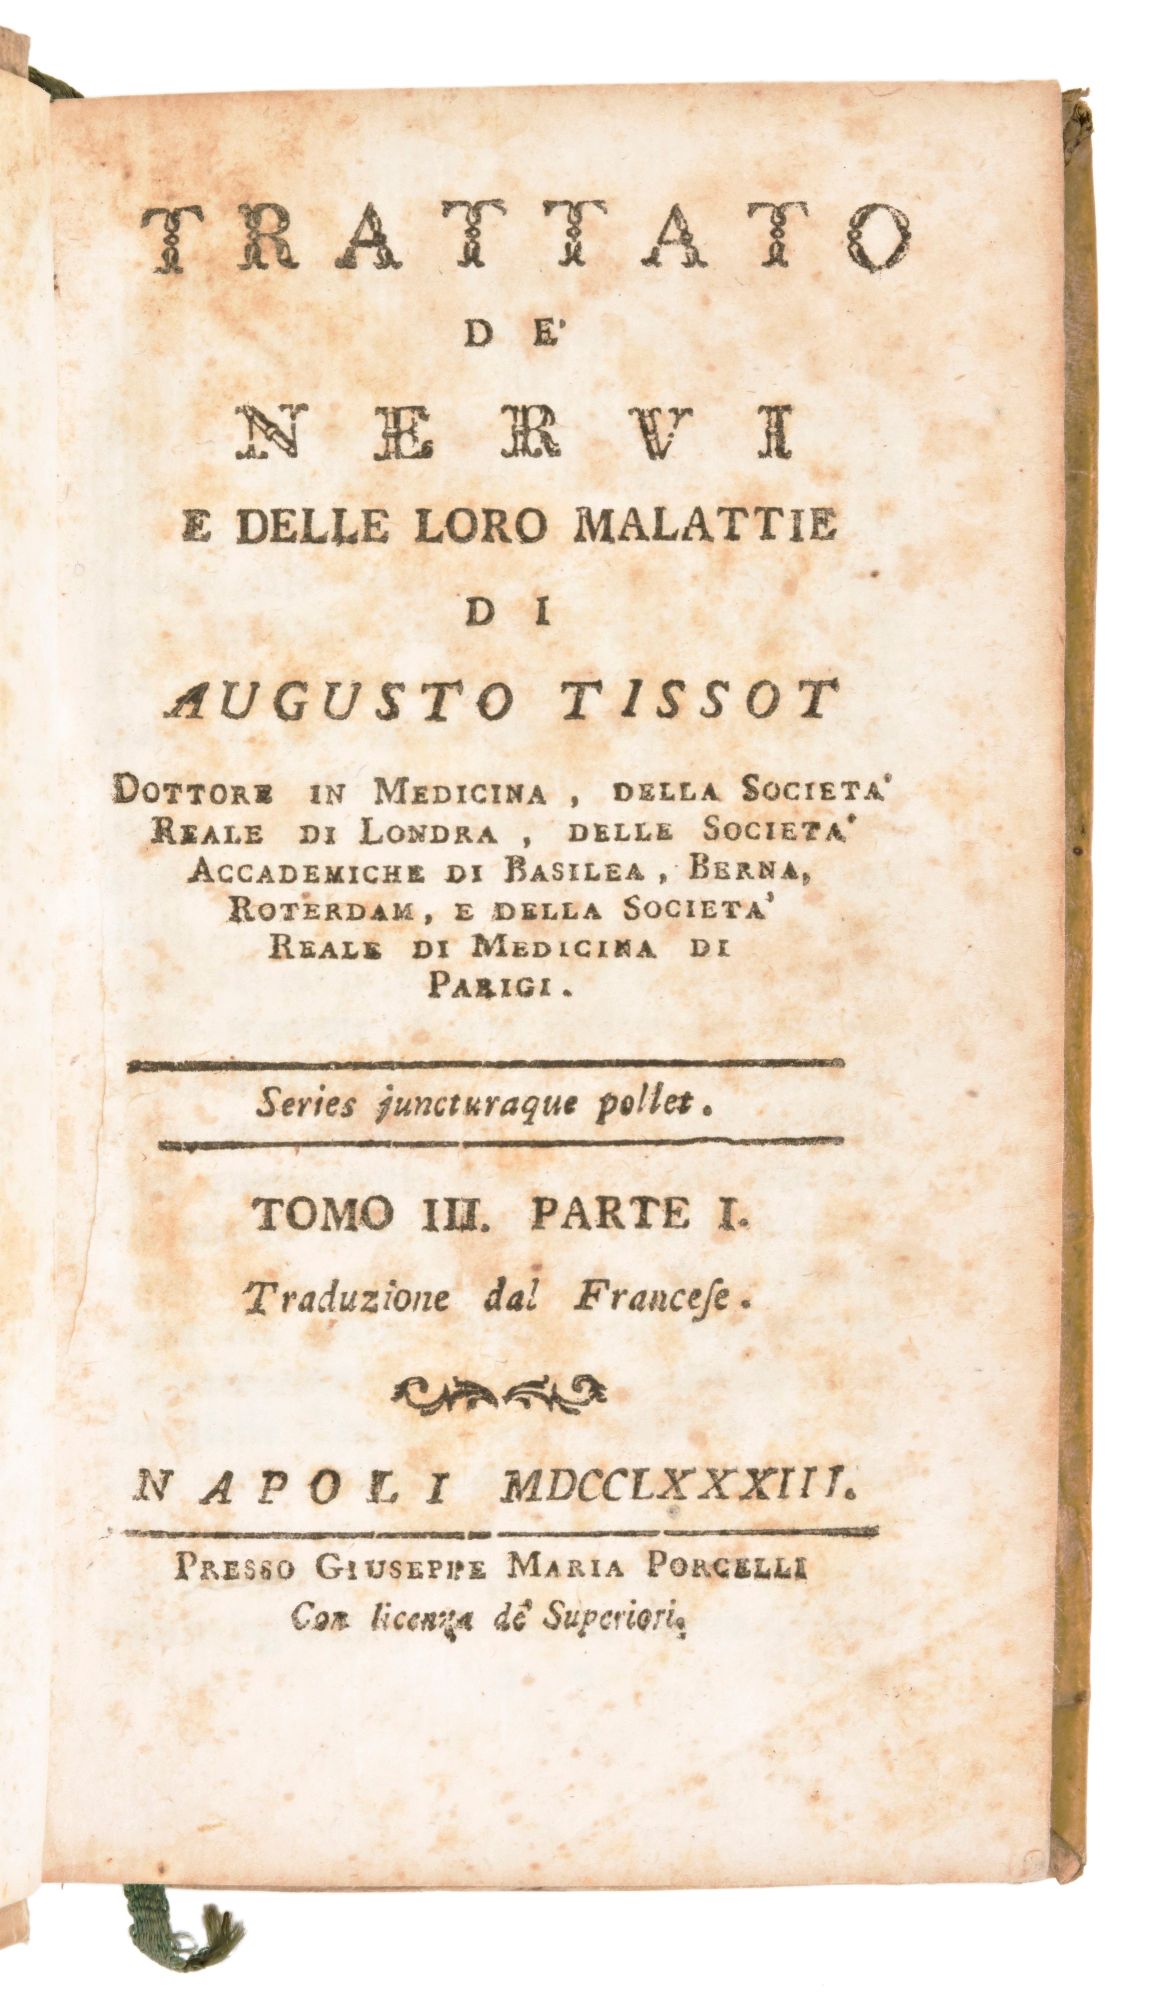 TRATTATO
DE'
NERVI
E DELLE LORO MALATTIE
DI
AUGUSTO TISSOT
DOTTORE IN MEDICINA, DELLA SOCIETA'
REALE DI LONDRA, DELLE SOCIETA'
ACCADEMICHE DI BASILEA, BERNA,
ROTERDAM, E DELLA SOCIETA'
REALE DI MEDICINA DI
PARIGI.
Series juncturaque pollet.
TOMO III. PARTE I.
Traduzione dal Franceſe.
NAPOLI MDCCLXXXIII.
PRESSO GIUSEPPE MARIA PORCELLI
Con licenza de' Superiori.